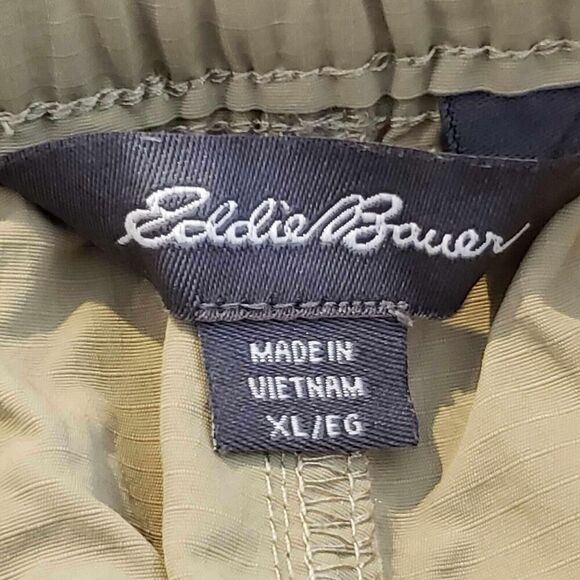 Eddie Bauer
MADE IN
VIETNAM
XL/EG